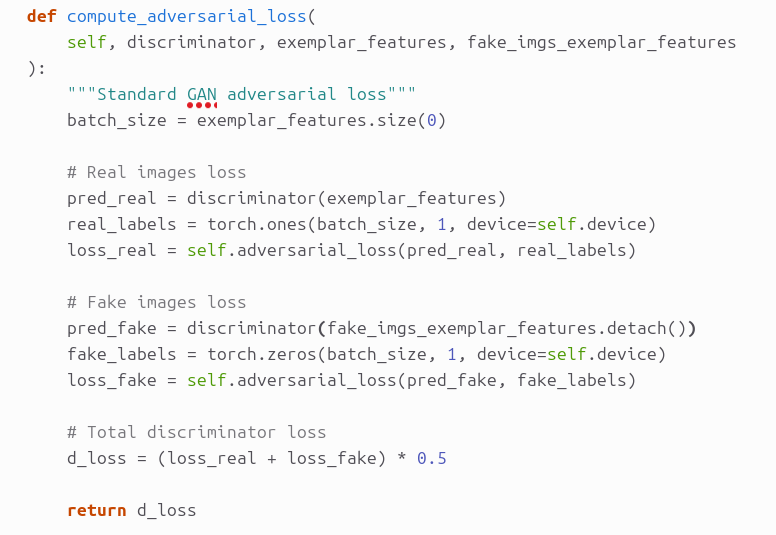 def compute_adversarial_loss(
    self, discriminator, exemplar_features, fake_imgs_exemplar_features
):
    """Standard GAN adversarial loss"""
    batch_size = exemplar_features.size(0)

    # Real images loss
    pred_real = discriminator(exemplar_features)
    real_labels = torch.ones(batch_size, 1, device=self.device)
    loss_real = self.adversarial_loss(pred_real, real_labels)

    # Fake images loss
    pred_fake = discriminator(fake_imgs_exemplar_features.detach())
    fake_labels = torch.zeros(batch_size, 1, device=self.device)
    loss_fake = self.adversarial_loss(pred_fake, fake_labels)

    # Total discriminator loss
    d_loss = (loss_real + loss_fake) * 0.5

    return d_loss